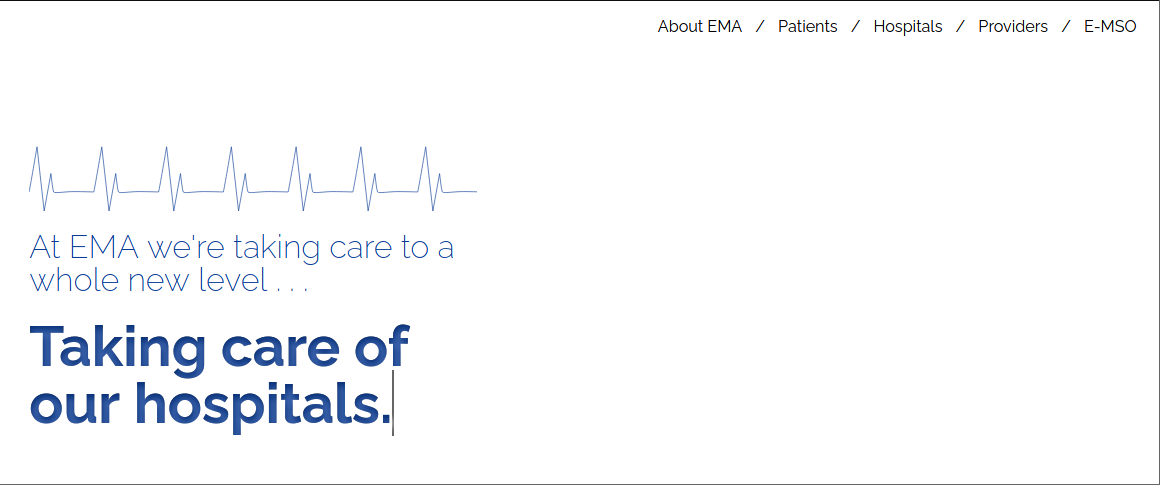 About EMA / Patients / Hospitals / Providers / E-MSO
At EMA we're taking care to a
whole new level . . .
Taking care of
our hospitals.